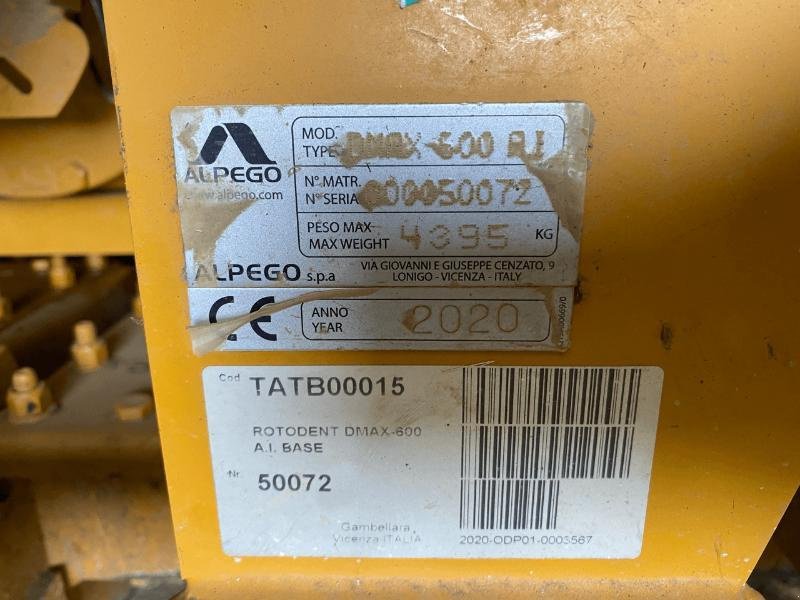 ALPEGO
www.alpego.com
MOD.
TYPE DMAX-600 AI
N° MATR.
N° SERIA 000050072
PESO MAX
MAX WEIGHT 4395 KG
ALPEGO s.p.a
VIA GIOVANNI E GIUSEPPE CENZATO, 9
LONIGO - VICENZA - ITALY
CE
ANNO
YEAR 2020
Cod TATB00015
ROTODENT DMAX-600
A.I. BASE
Nr. 50072
Gambellara
Vicenza ITALIA
2020-ODP01-0003567